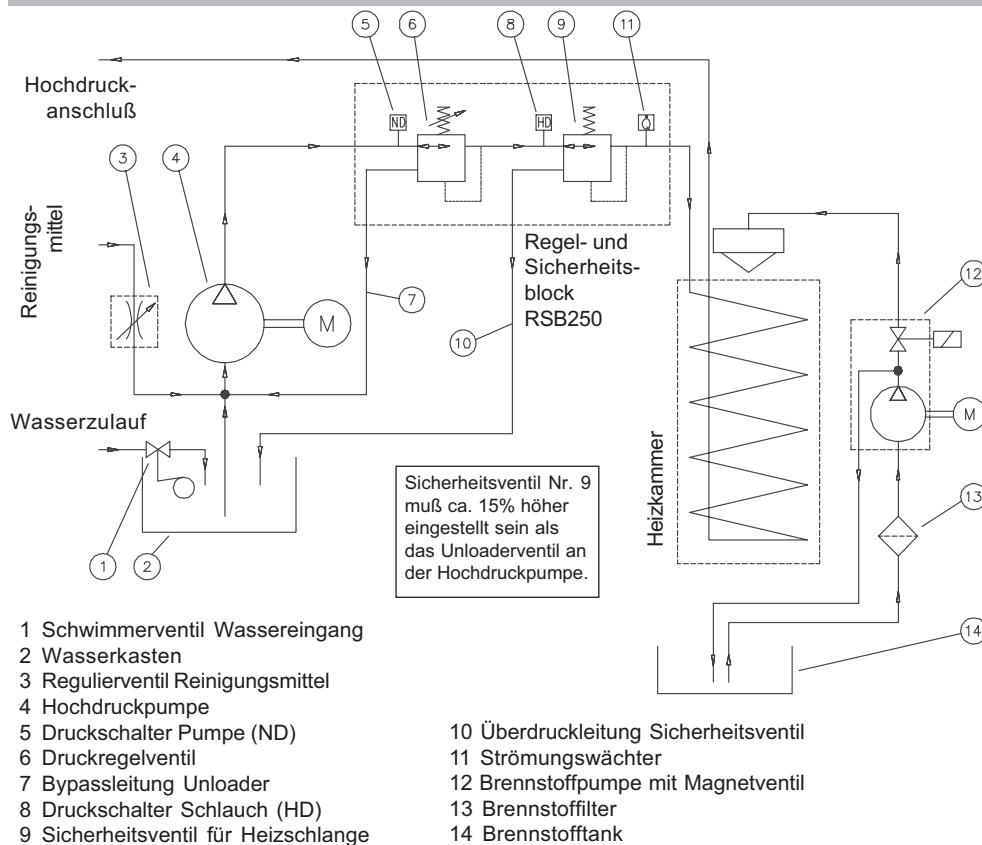 5
6
8
9
11
Hochdruck-
anschluß
ND
HD
3
4
Reinigungs-
mittel
M
7
10
Regel- und
Sicherheits-
block
RSB250
12
M
Wasserzulauf
Sicherheitsventil Nr. 9
muß ca. 15% höher
eingestellt sein als
das Unloaderventil an
der Hochdruckpumpe.
Heizkammer
13
1
2
14
1 Schwimmerventil Wassereingang
2 Wasserkasten
3 Regulierventil Reinigungsmittel
4 Hochdruckpumpe
5 Druckschalter Pumpe (ND)
6 Druckregelventil
7 Bypassleitung Unloader
8 Druckschalter Schlauch (HD)
9 Sicherheitsventil für Heizschlange
10 Überdruckleitung Sicherheitsventil
11 Strömungswächter
12 Brennstoffpumpe mit Magnetventil
13 Brennstoffilter
14 Brennstofftank